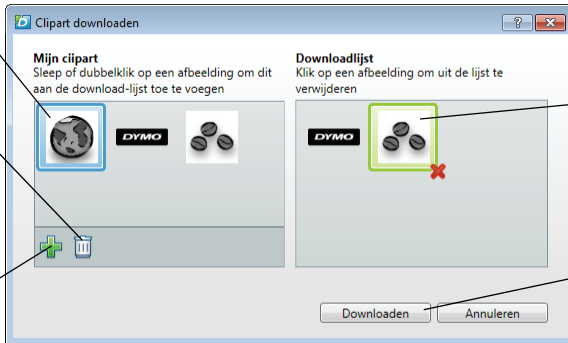 Clipart downloaden
Mijn ciipart
Sleep of dubbelklik op een afbeelding om dit
aan de download-lijst toe te voegen
DYMO
Downloadlijst
Klik op een afbeelding om uit de lijst te
verwijderen
DYMO
Downloaden
Annuleren